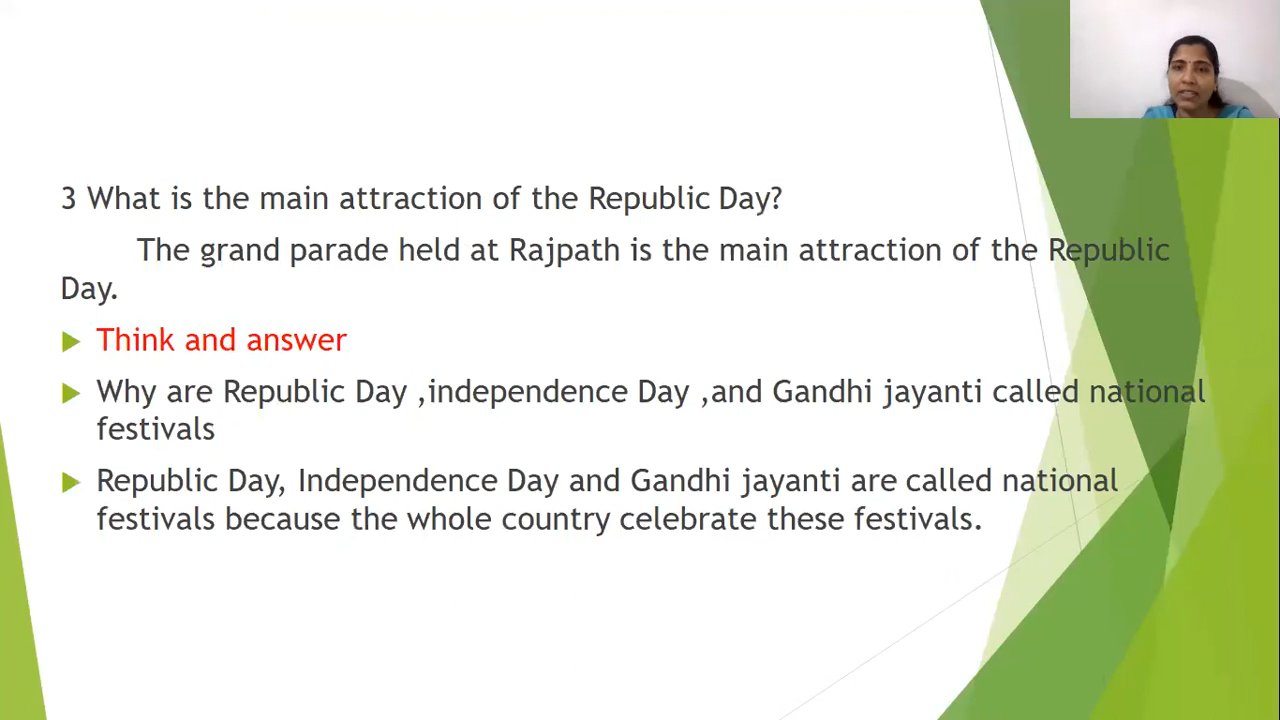 3 What is the main attraction of the Republic Day?
The grand parade held at Rajpath is the main attraction of the Republic
Day.
Think and answer
Why are Republic Day ,independence Day ,and Gandhi jayanti called national
festivals
Republic Day, Independence Day and Gandhi jayanti are called national
festivals because the whole country celebrate these festivals.